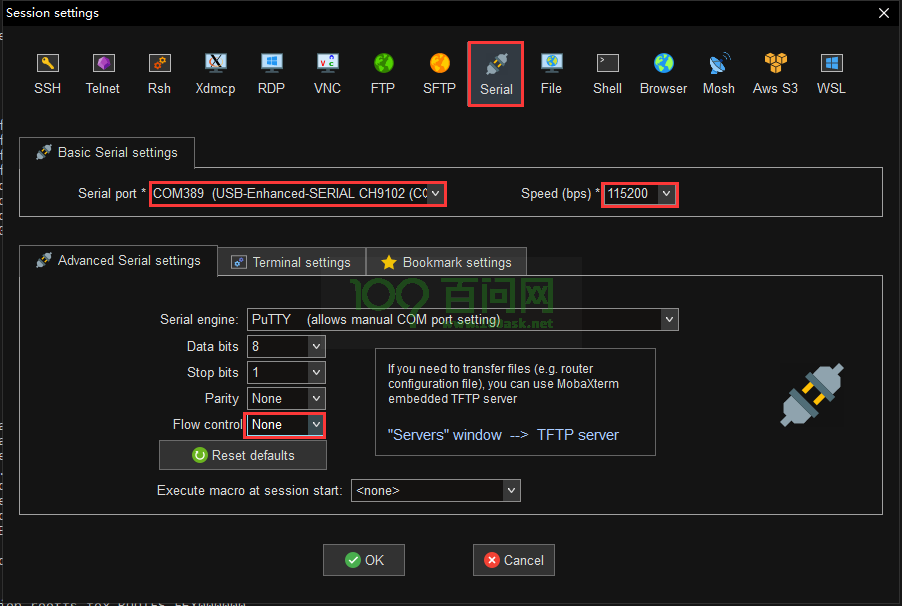 Session settings
SSH
Telnet
Rsh
Xdmcp
RDP
VNC
FTP
SFTP
Serial
File
Shell
Browser
Mosh
Aws S3
WSL
Basic Serial settings
Serial port * COM389 (USB-Enhanced-SERIAL CH9102 (CO
Speed (bps) * 115200
Advanced Serial settings
Terminal settings
Bookmark settings
百问网
Serial engine: PuTTY (allows manual COM port setting)
Data bits 8
Stop bits 1
Parity None
Flow control None
Reset defaults
If you need to transfer files (e.g. router
configuration file), you can use MobaXterm
embedded TFTP server
"Servers" window --> TFTP server
Execute macro at session start: <none>
OK
Cancel